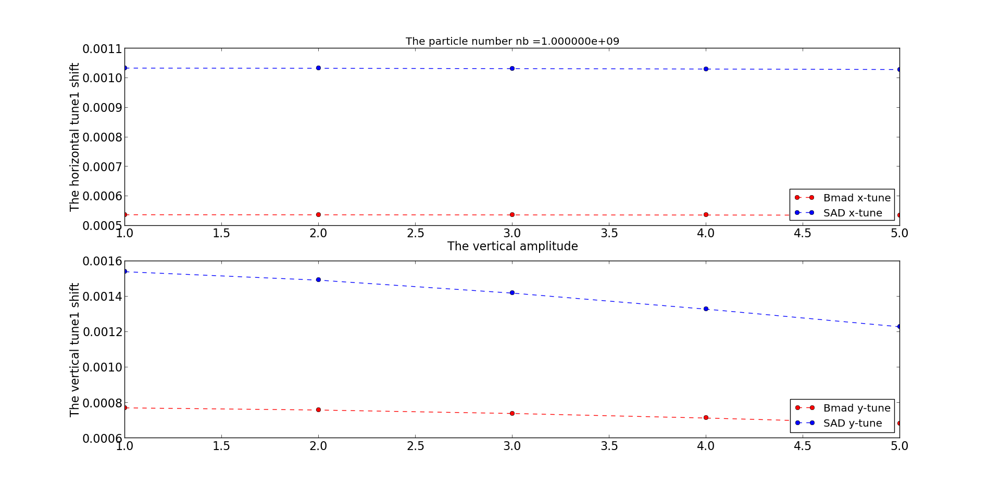 The particle number nb =1.000000e+09
The horizontal tune1 shift
0.0011
0.0010
0.0009
0.0008
0.0007
0.0006
0.0005
Bmad x-tune
SAD x-tune
1.0 1.5 2.0 2.5 3.0 3.5 4.0 4.5 5.0
The vertical amplitude
The vertical tune1 shift
0.0016
0.0014
0.0012
0.0010
0.0008
0.0006
Bmad y-tune
SAD y-tune
1.0 1.5 2.0 2.5 3.0 3.5 4.0 4.5 5.0